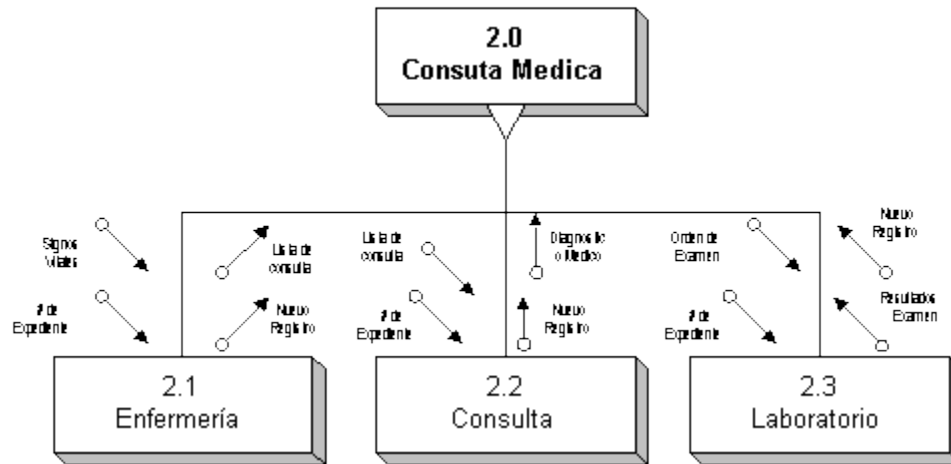 2.0
Consuta Medica
Signos
Vitales
# de
Expediente
Lista de
consulta
Nuevo
Registro
Lista de
consulta
# de
Expediente
Diagnostic
o Medico
Nuevo
Registro
Orden de
Examen
# de
Expediente
Nuevo
Registro
Resultados
Examen
2.1
Enfermería
2.2
Consulta
2.3
Laboratorio